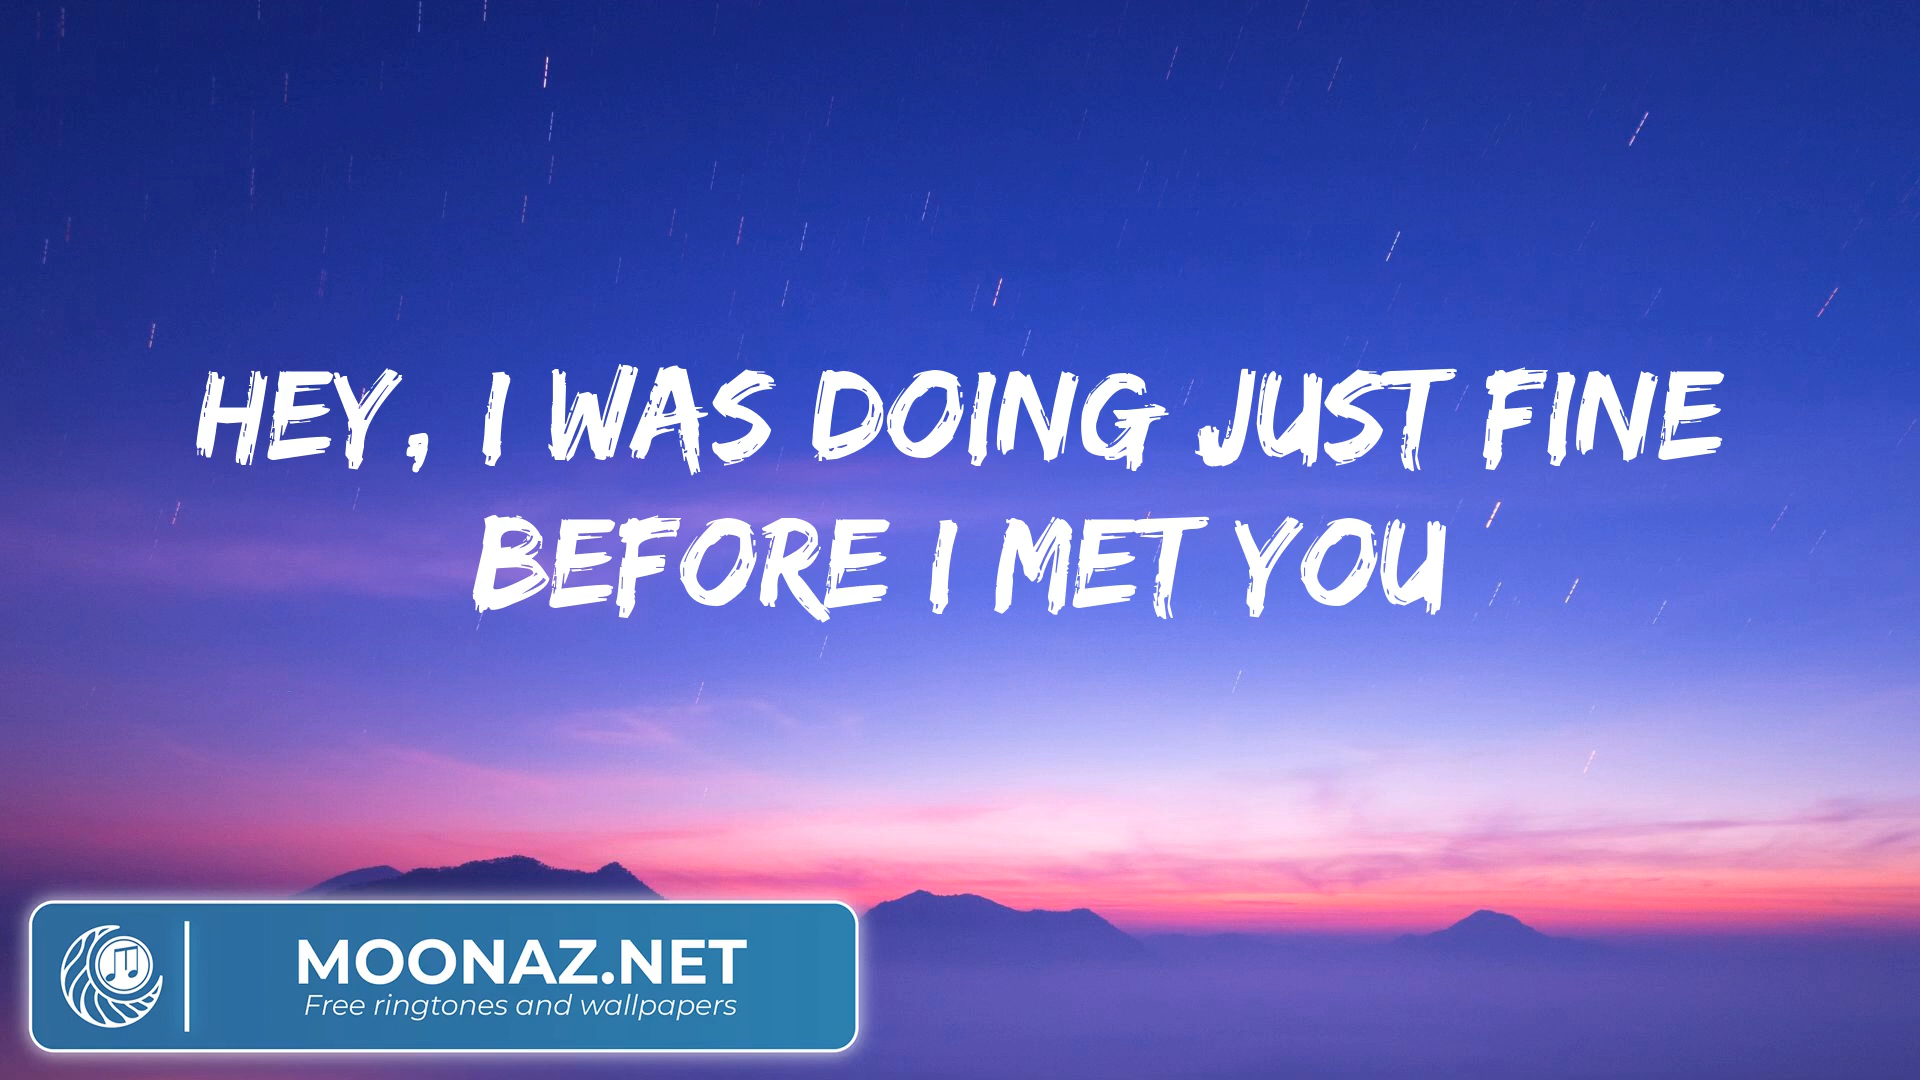 HEY, I WAS DOING JUST FINE
BEFORE I MET YOU
MOONAZ.NET
Free ringtones and wallpapers